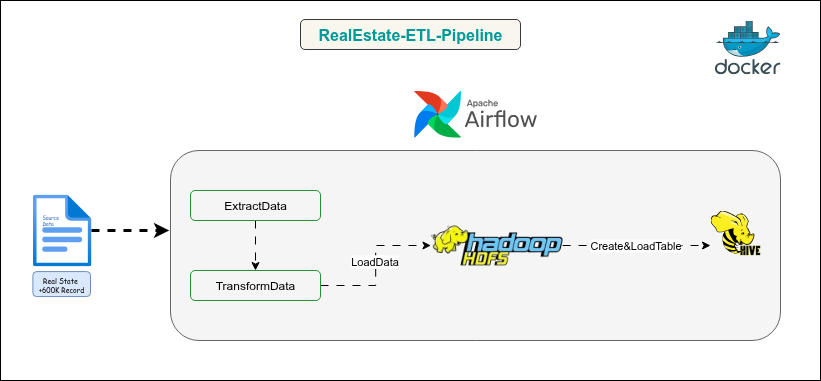 RealEstate-ETL-Pipeline
docker
Apache
Airflow
Source
Data
Real State
+600K Record
ExtractData
TransformData
LoadData
hadoop
HDFS
Create&LoadTable
HIVE